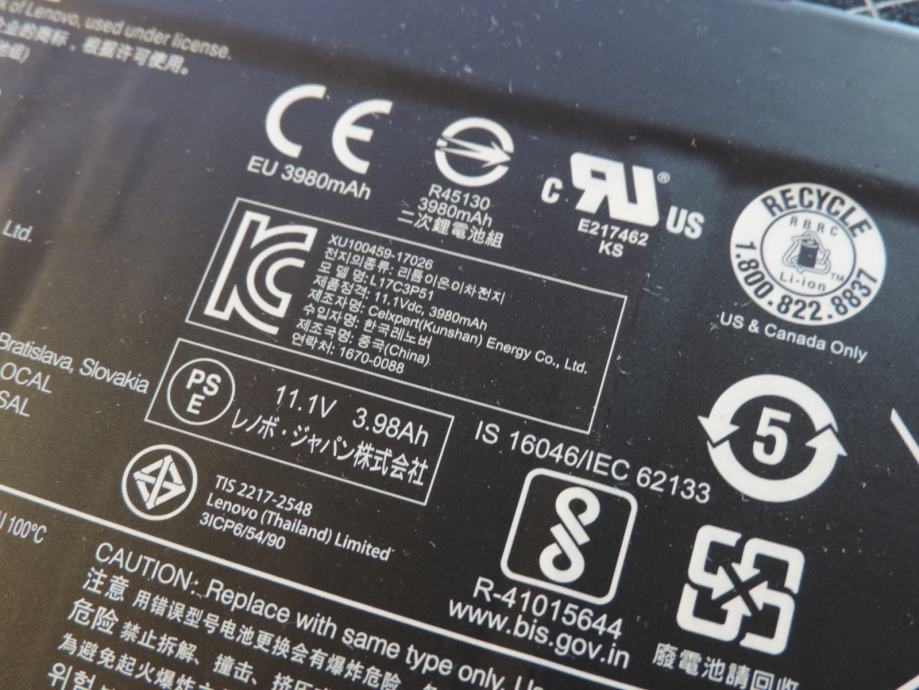 of Lenovo, used under license.
的商标，根据许可使用。
EU 3980mAh
R45130
3980mAh
二次鋰電池組
C RU ® US
E217462
KS
RECYCLE
RBRC
Li-ion TM
1.800.822.8837
US & Canada Only
Ltd.
XU100459-17026
전지의종류: 리튬이온이차전지
모델명: L17C3P51
제품정격: 11.1Vdc, 3980mAh
제조자명: Celxpert(Kunshan) Energy Co., Ltd.
수입자명: 한국레노버
제조국명: 중국(China)
연락처: 1670-0088
Bratislava, Slovakia
OCAL
SAL
PS
E
11.1V 3.98Ah
レノボ・ジャパン株式会社
IS 16046/IEC 62133
5
TIS 2217-2548
Lenovo (Thailand) Limited
3ICP6/54/90
R-41015644
www.bis.gov.in
廢電池請回收
100°C
CAUTION: Replace with same type only.
注意 用错误型号电池更换会有爆炸危险
危险 禁止拆解、撞击、挤压
為避免起火爆炸
위험